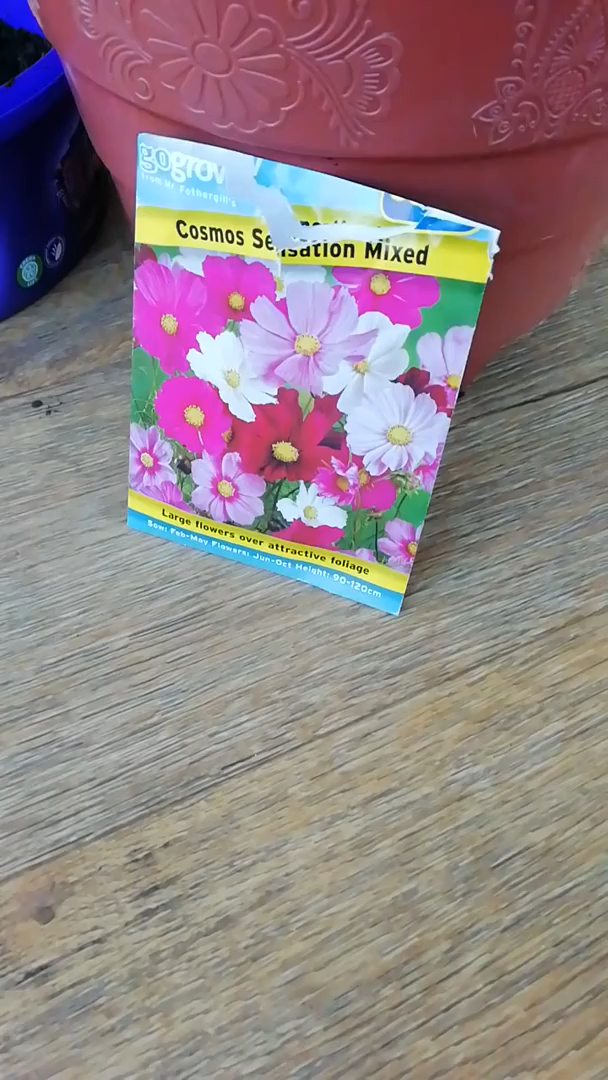 gogrow
from Mr Fothergill's
Cosmos Sensation Mixed
Large flowers over attractive foliage
Sow: Feb-May Flowers: Jun-Oct Height: 90-120cm